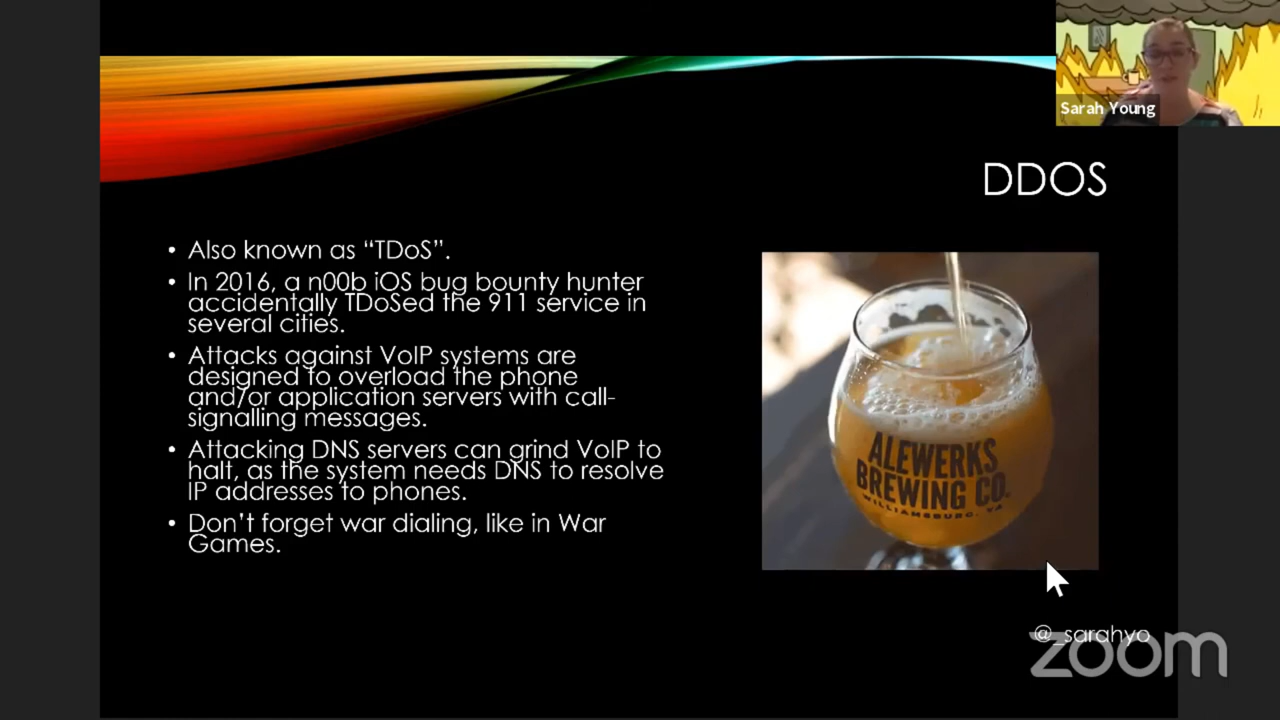 Sarah Young
DDOS
• Also known as “TDoS”.
• In 2016, a n00b iOS bug bounty hunter
accidentally TDoSed the 911 service in
several cities.
• Attacks against VoIP systems are
designed to overload the phone
and/or application servers with call-
signalling messages.
• Attacking DNS servers can grind VoIP to
halt, as the system needs DNS to resolve
IP addresses to phones.
• Don’t forget war dialing, like in War
Games.
ALEWERKS
BREWING CO.
WILLIAMSBURG, VA
@_sarahyo
zoom